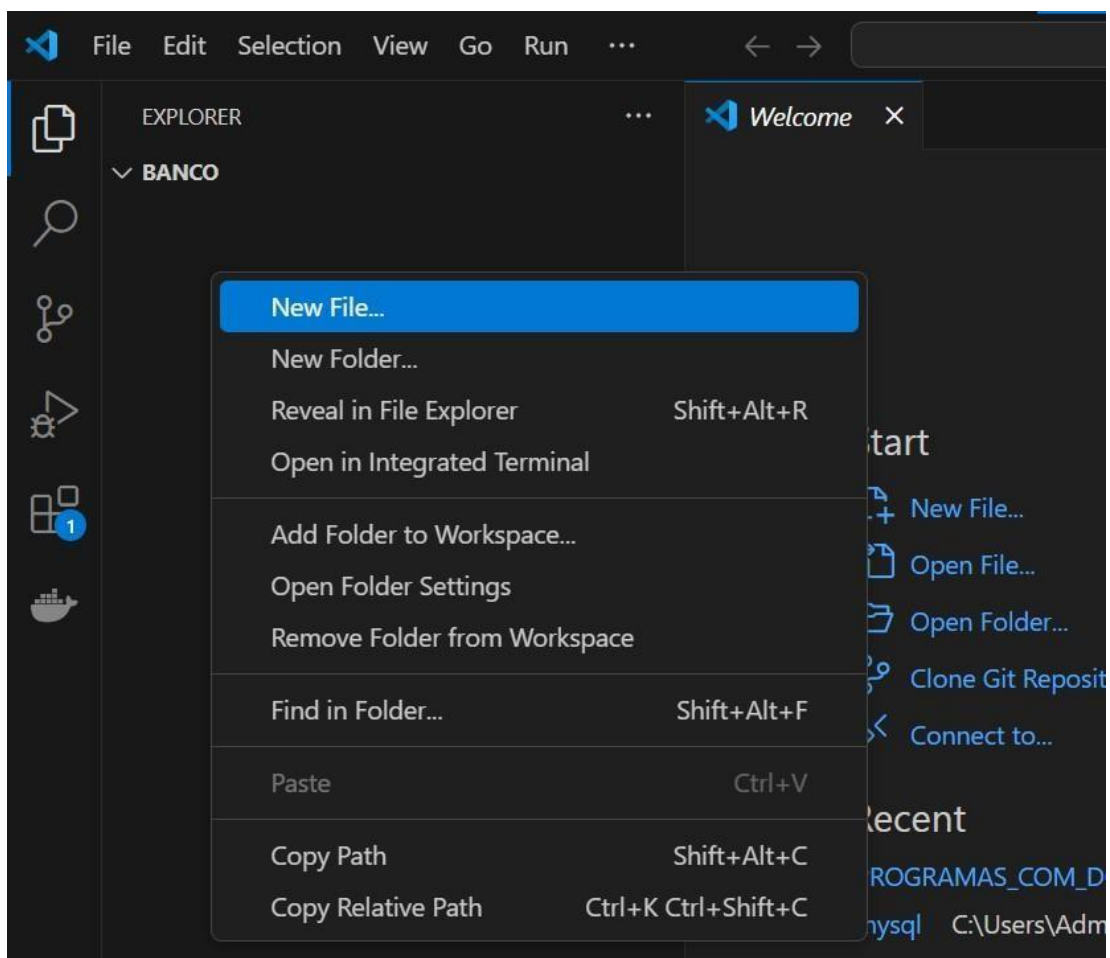 File Edit Selection View Go Run ...
EXPLORER ...
Welcome
BANCO
New File...
New Folder...
Reveal in File Explorer Shift+Alt+R
Open in Integrated Terminal
Add Folder to Workspace...
Open Folder Settings
Remove Folder from Workspace
Find in Folder... Shift+Alt+F
Paste Ctrl+V
Copy Path Shift+Alt+C
Copy Relative Path Ctrl+K Ctrl+Shift+C
1
tart
New File...
Open File...
Open Folder...
Clone Git Reposit
Connect to...
ecent
ROGRAMAS_COM_D
nysql C:\Users\Adm